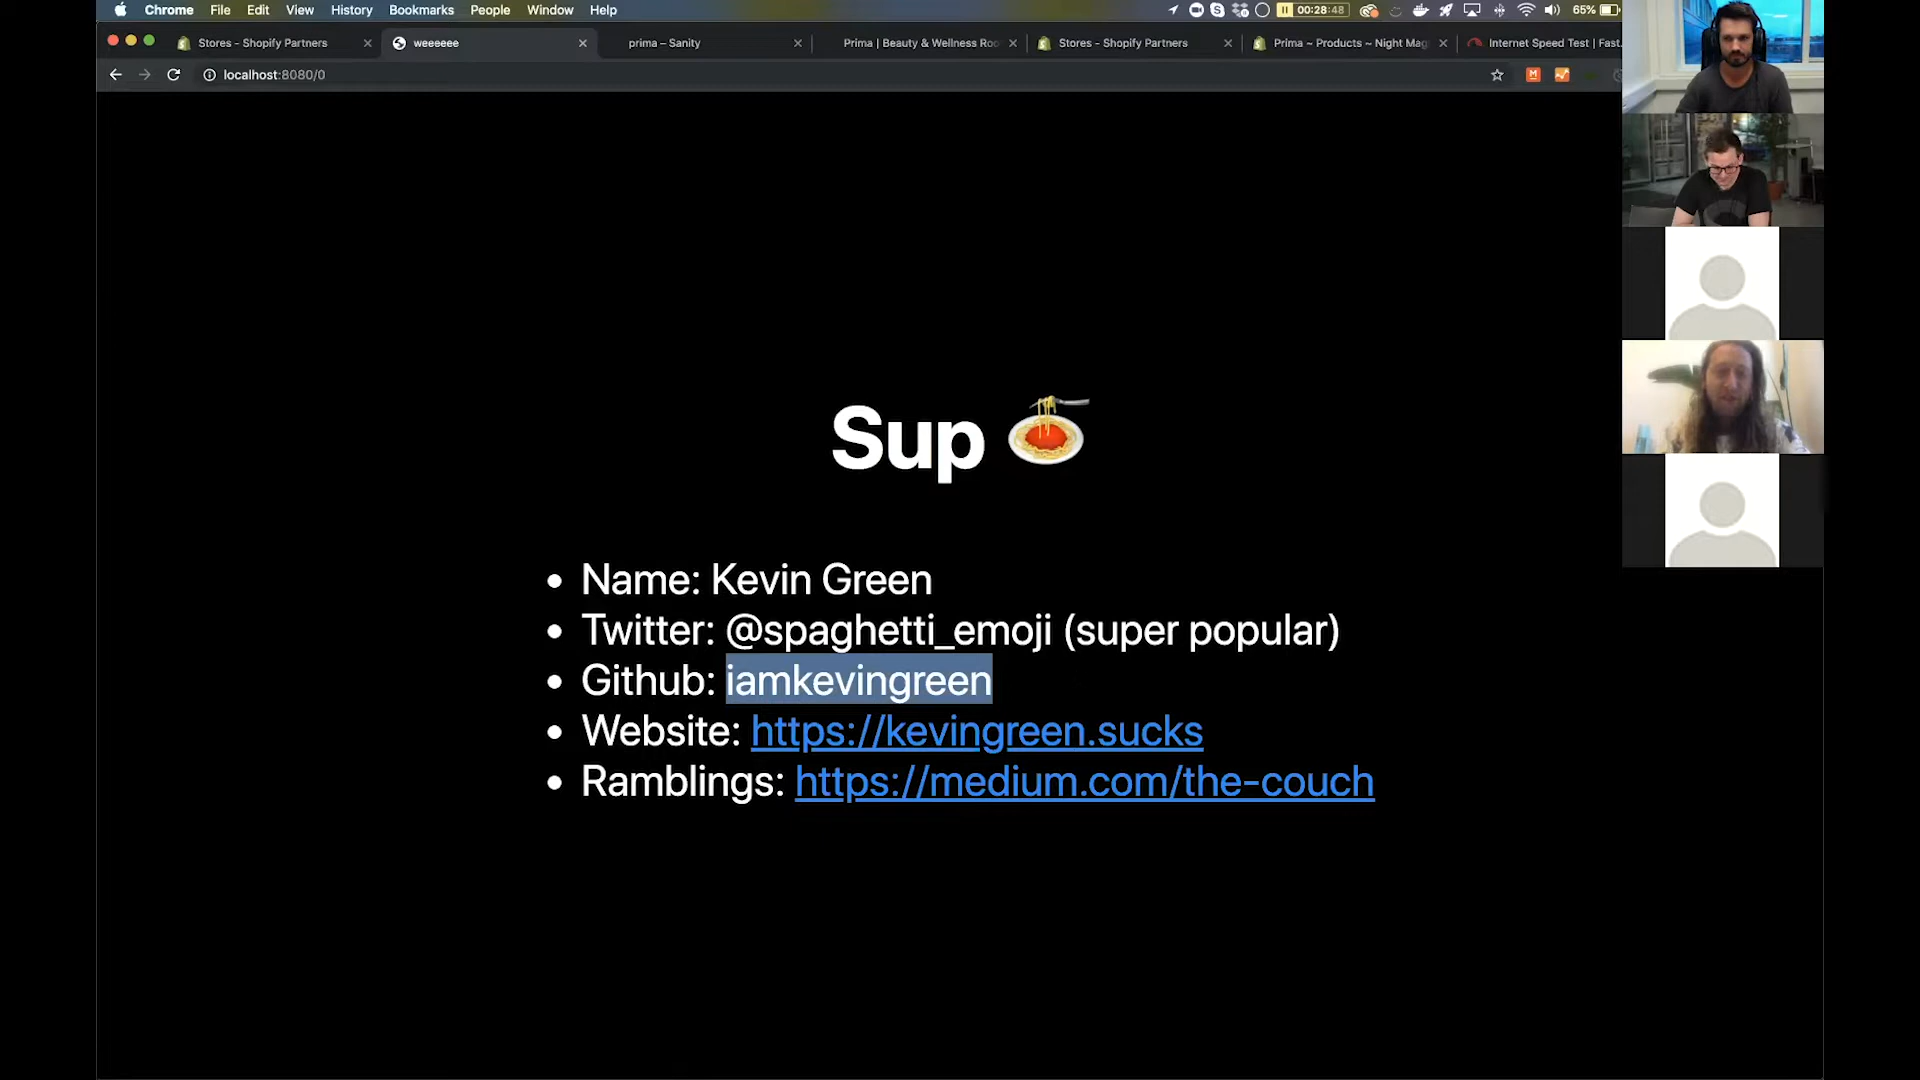 Chrome File Edit View History Bookmarks People Window Help 00:28:48 65%
Stores - Shopify Partners weeeeee prima – Sanity Prima | Beauty & Wellness Stores - Shopify Partners Prima ~ Products ~ Night Internet Speed Test | Fast.
localhost:8080/0
Sup
• Name: Kevin Green
• Twitter: @spaghetti_emoji (super popular)
• Github: iamkevingreen
• Website: https://kevingreen.sucks
• Ramblings: https://medium.com/the-couch